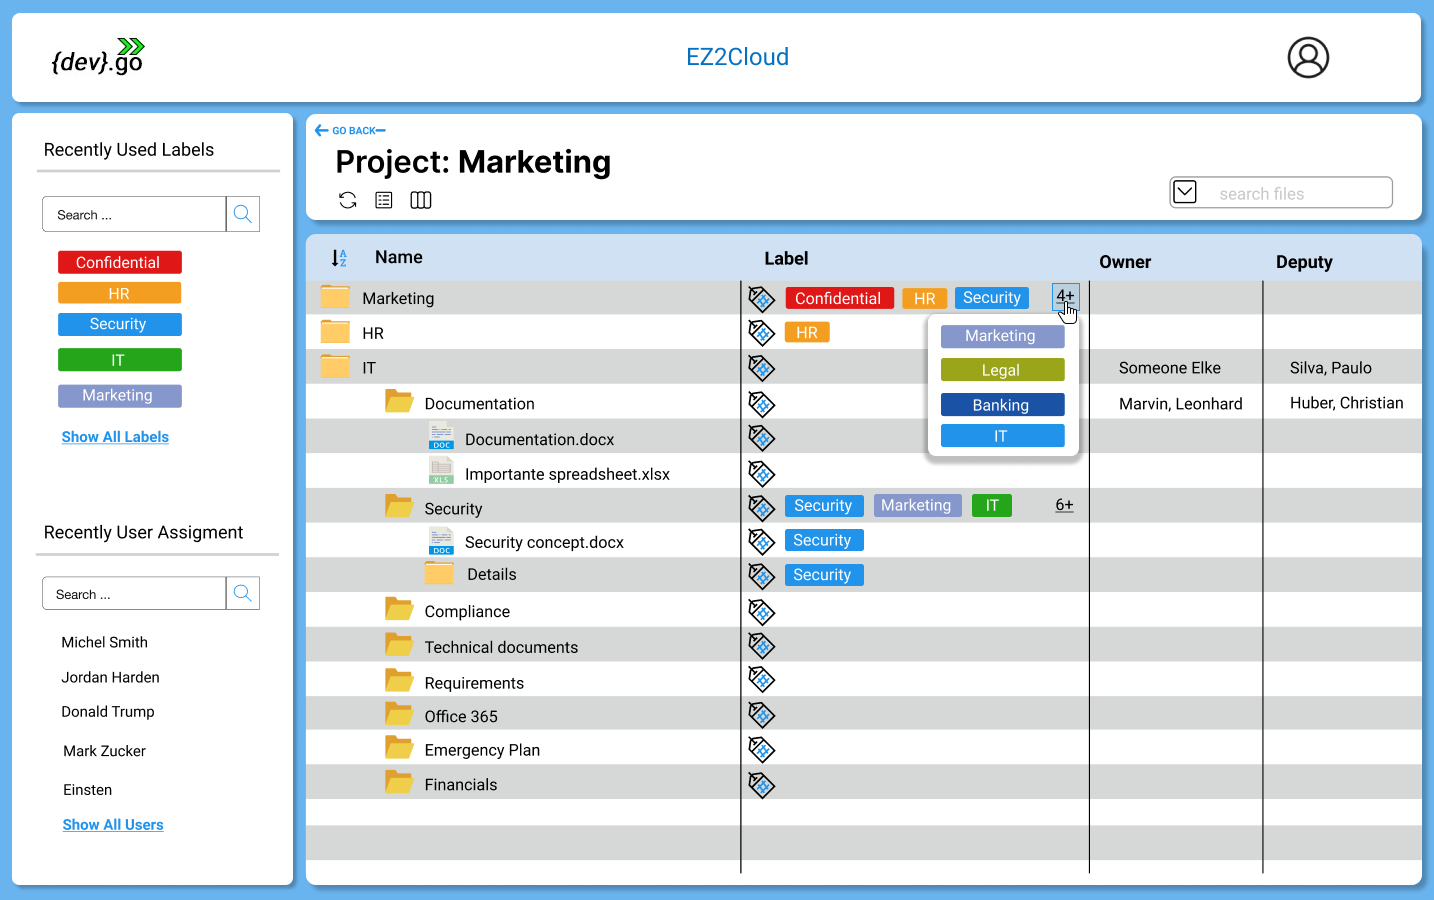 {dev}.go
EZ2Cloud
Recently Used Labels
Search ...
Confidential
HR
Security
IT
Marketing
Show All Labels
Recently User Assigment
Search ...
Michel Smith
Jordan Harden
Donald Trump
Mark Zucker
Einsten
Show All Users
GO BACK
Project: Marketing
search files
A Z Name Label Owner Deputy
Marketing Confidential HR Security 4+
HR HR
Marketing
Legal
Banking
IT
IT Someone Elke Silva, Paulo
Documentation Marvin, Leonhard Huber, Christian
DOC Documentation.docx
XLS Importante spreadsheet.xlsx
Security Security Marketing IT 6+
DOC Security concept.docx Security
Details Security
Compliance
Technical documents
Requirements
Office 365
Emergency Plan
Financials